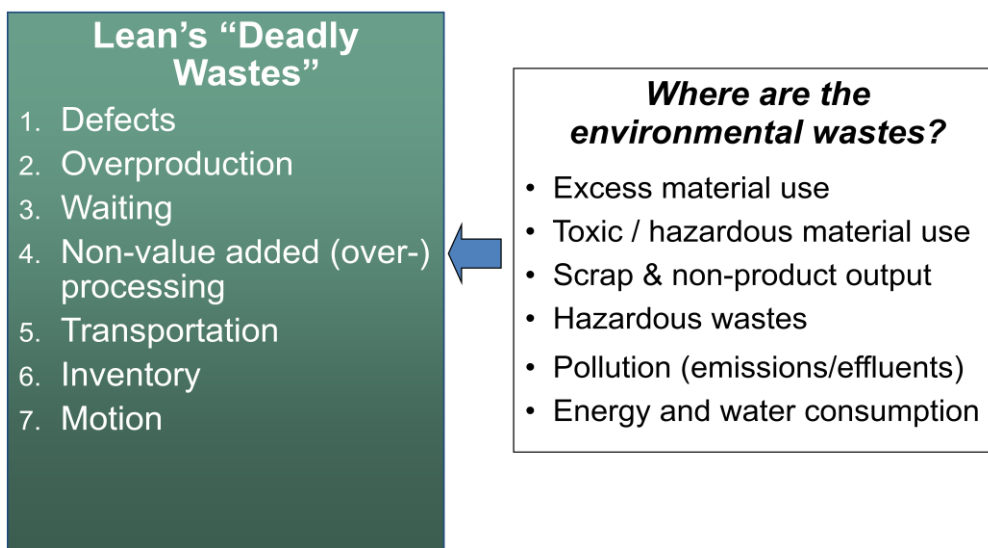 Lean’s “Deadly
Wastes”
1. Defects
2. Overproduction
3. Waiting
4. Non-value added (over-)
processing
5. Transportation
6. Inventory
7. Motion
Where are the
environmental wastes?
• Excess material use
• Toxic / hazardous material use
• Scrap & non-product output
• Hazardous wastes
• Pollution (emissions/effluents)
• Energy and water consumption